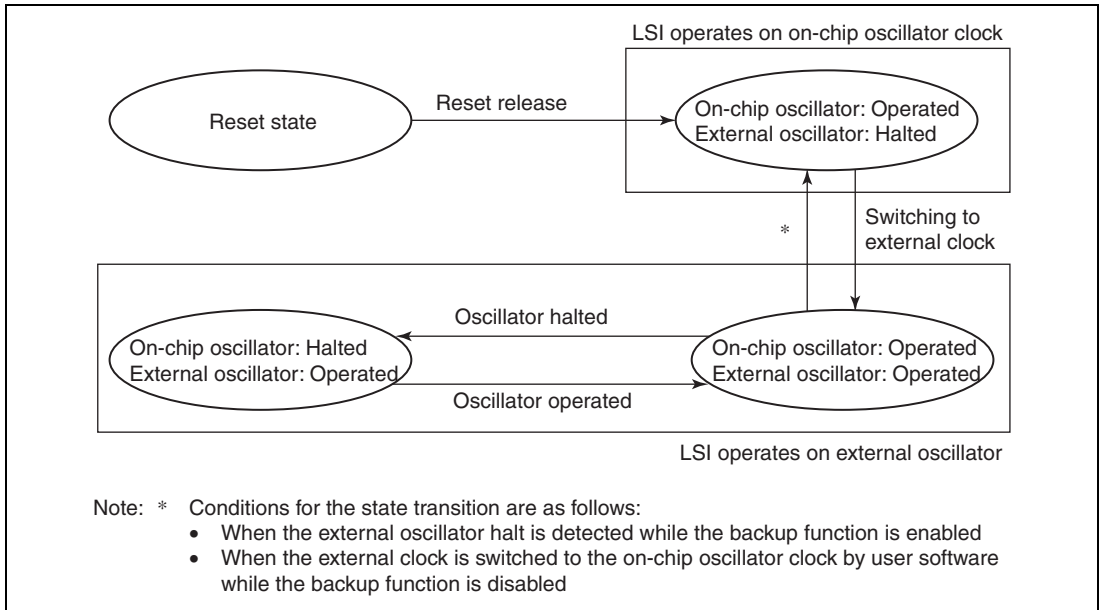 LSI operates on on-chip oscillator clock
Reset state
Reset release
On-chip oscillator: Operated
External oscillator: Halted
*
Switching to
external clock
Oscillator halted
On-chip oscillator: Halted
External oscillator: Operated
On-chip oscillator: Operated
External oscillator: Operated
Oscillator operated
LSI operates on external oscillator
Note: * Conditions for the state transition are as follows:
• When the external oscillator halt is detected while the backup function is enabled
• When the external clock is switched to the on-chip oscillator clock by user software
while the backup function is disabled